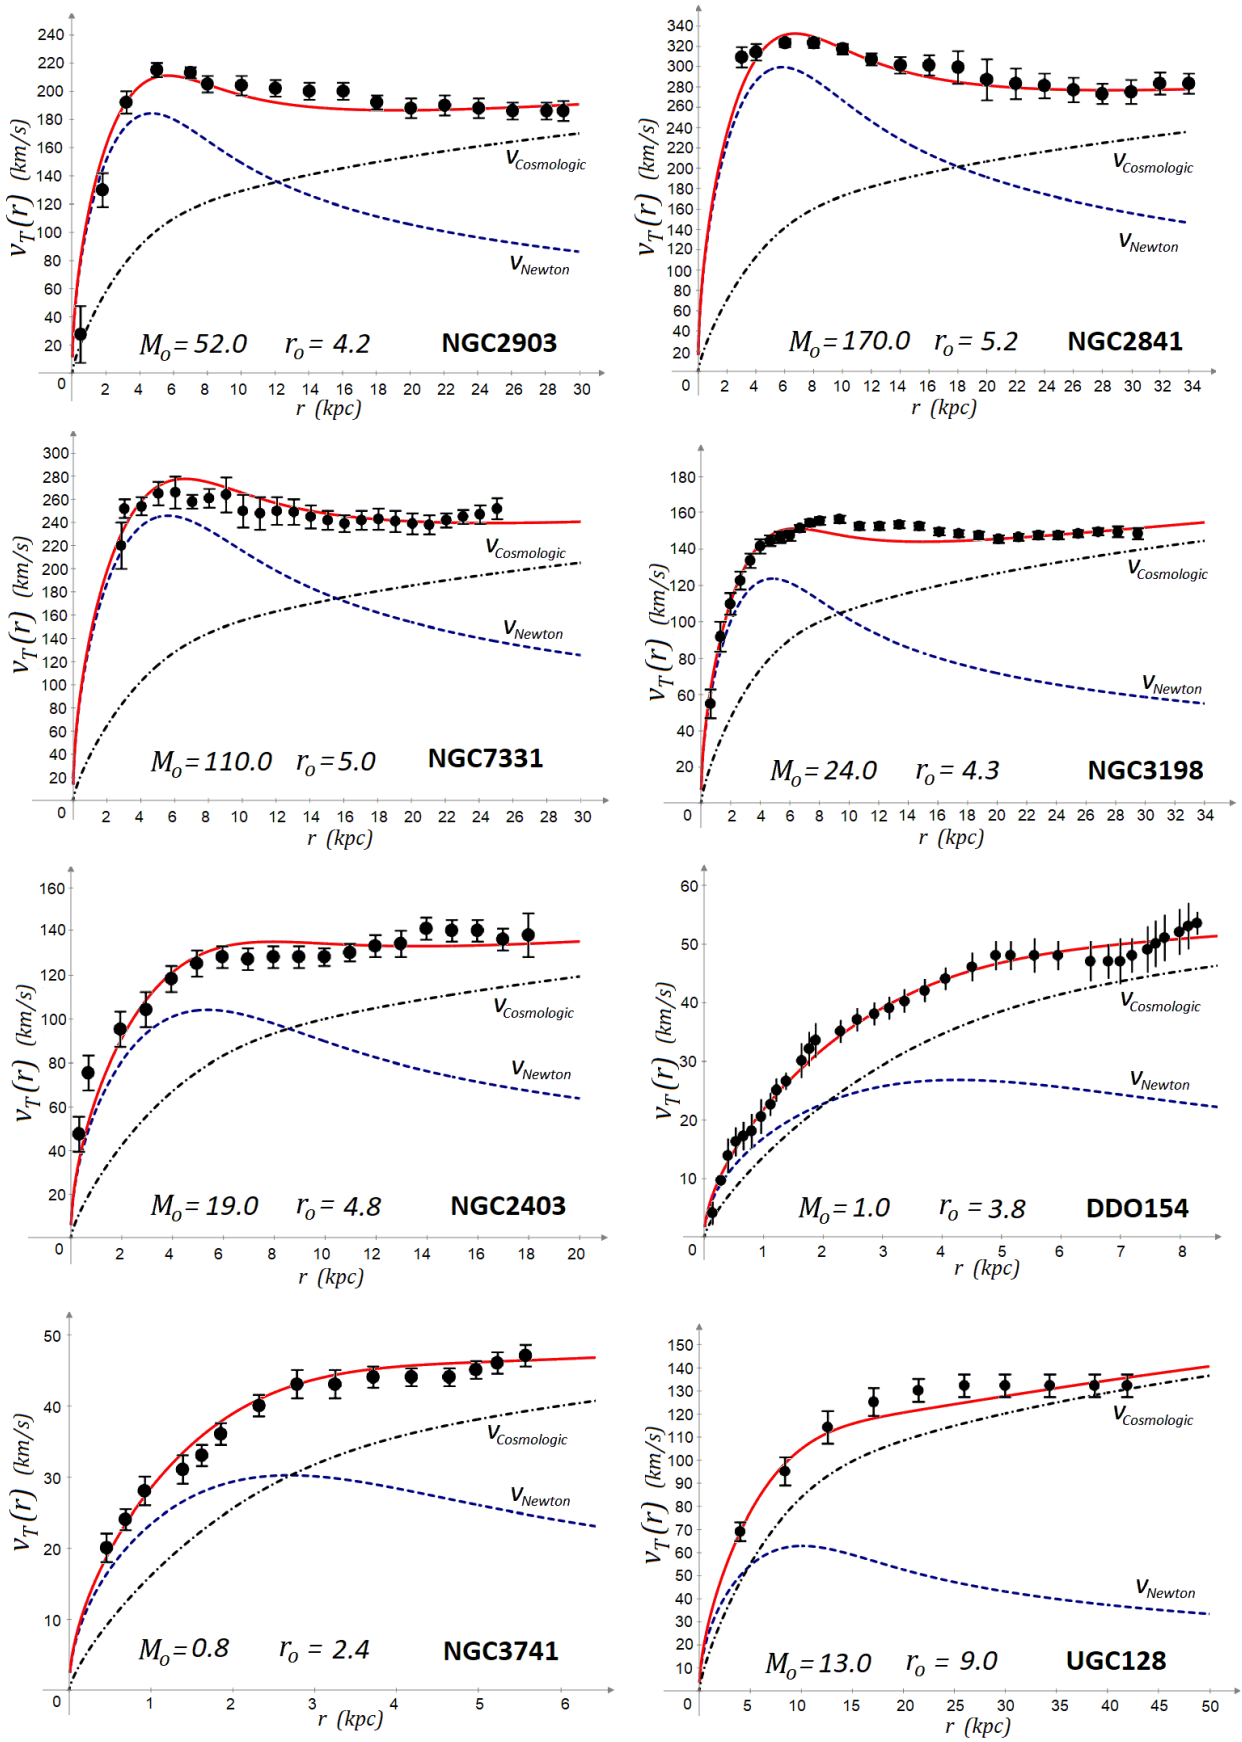 240
220
200
180
160
140
120
100
80
60
40
20
0
v_T(r) (km/s)
v_Cosmologic
v_Newton
M_o = 52.0 r_o = 4.2 NGC2903
2 4 6 8 10 12 14 16 18 20 22 24 26 28 30
r (kpc)
340
320
300
280
260
240
220
200
180
160
140
120
100
80
60
40
20
0
v_T(r) (km/s)
v_Cosmologic
v_Newton
M_o = 170.0 r_o = 5.2 NGC2841
2 4 6 8 10 12 14 16 18 20 22 24 26 28 30 32 34
r (kpc)
300
280
260
240
220
200
180
160
140
120
100
80
60
40
20
0
v_T(r) (km/s)
v_Cosmologic
v_Newton
M_o = 110.0 r_o = 5.0 NGC7331
2 4 6 8 10 12 14 16 18 20 22 24 26 28 30
r (kpc)
180
160
140
120
100
80
60
40
20
0
v_T(r) (km/s)
v_Cosmologic
v_Newton
M_o = 24.0 r_o = 4.3 NGC3198
2 4 6 8 10 12 14 16 18 20 22 24 26 28 30 32 34
r (kpc)
160
140
120
100
80
60
40
20
0
v_T(r) (km/s)
v_Cosmologic
v_Newton
M_o = 19.0 r_o = 4.8 NGC2403
2 4 6 8 10 12 14 16 18 20
r (kpc)
60
50
40
30
20
10
0
v_T(r) (km/s)
v_Cosmologic
v_Newton
M_o = 1.0 r_o = 3.8 DDO154
1 2 3 4 5 6 7 8
r (kpc)
50
40
30
20
10
0
v_T(r) (km/s)
v_Cosmologic
v_Newton
M_o = 0.8 r_o = 2.4 NGC3741
1 2 3 4 5 6
r (kpc)
150
140
130
120
110
100
90
80
70
60
50
40
30
20
10
0
v_T(r) (km/s)
v_Cosmologic
v_Newton
M_o = 13.0 r_o = 9.0 UGC128
5 10 15 20 25 30 35 40 45 50
r (kpc)